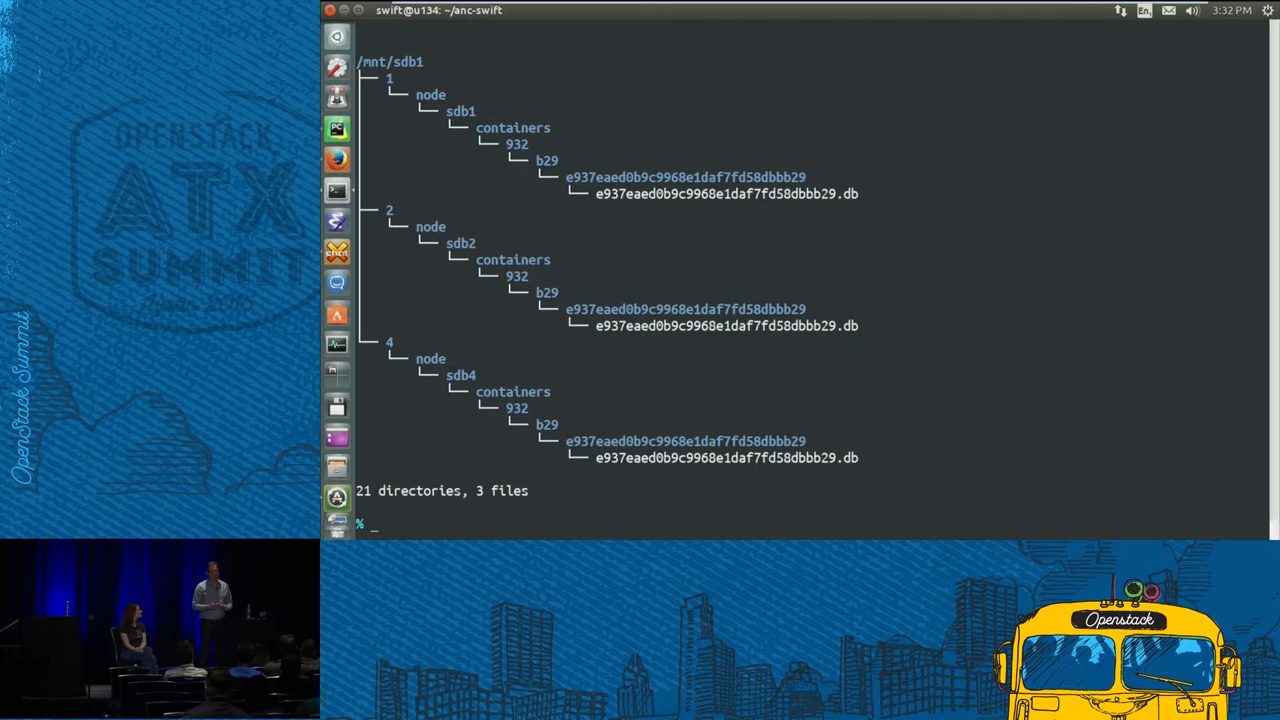 swift@u134: ~/anc-swift
En
3:32 PM
/mnt/sdb1
1
node
sdb1
containers
932
b29
e937eaed0b9c9968e1daf7fd58dbbb29
e937eaed0b9c9968e1daf7fd58dbbb29.db
2
node
sdb2
containers
932
b29
e937eaed0b9c9968e1daf7fd58dbbb29
e937eaed0b9c9968e1daf7fd58dbbb29.db
4
node
sdb4
containers
932
b29
e937eaed0b9c9968e1daf7fd58dbbb29
e937eaed0b9c9968e1daf7fd58dbbb29.db
21 directories, 3 files
% _
OPENSTACK
ATX
SUMMIT
OpenStack Summit
Openstack